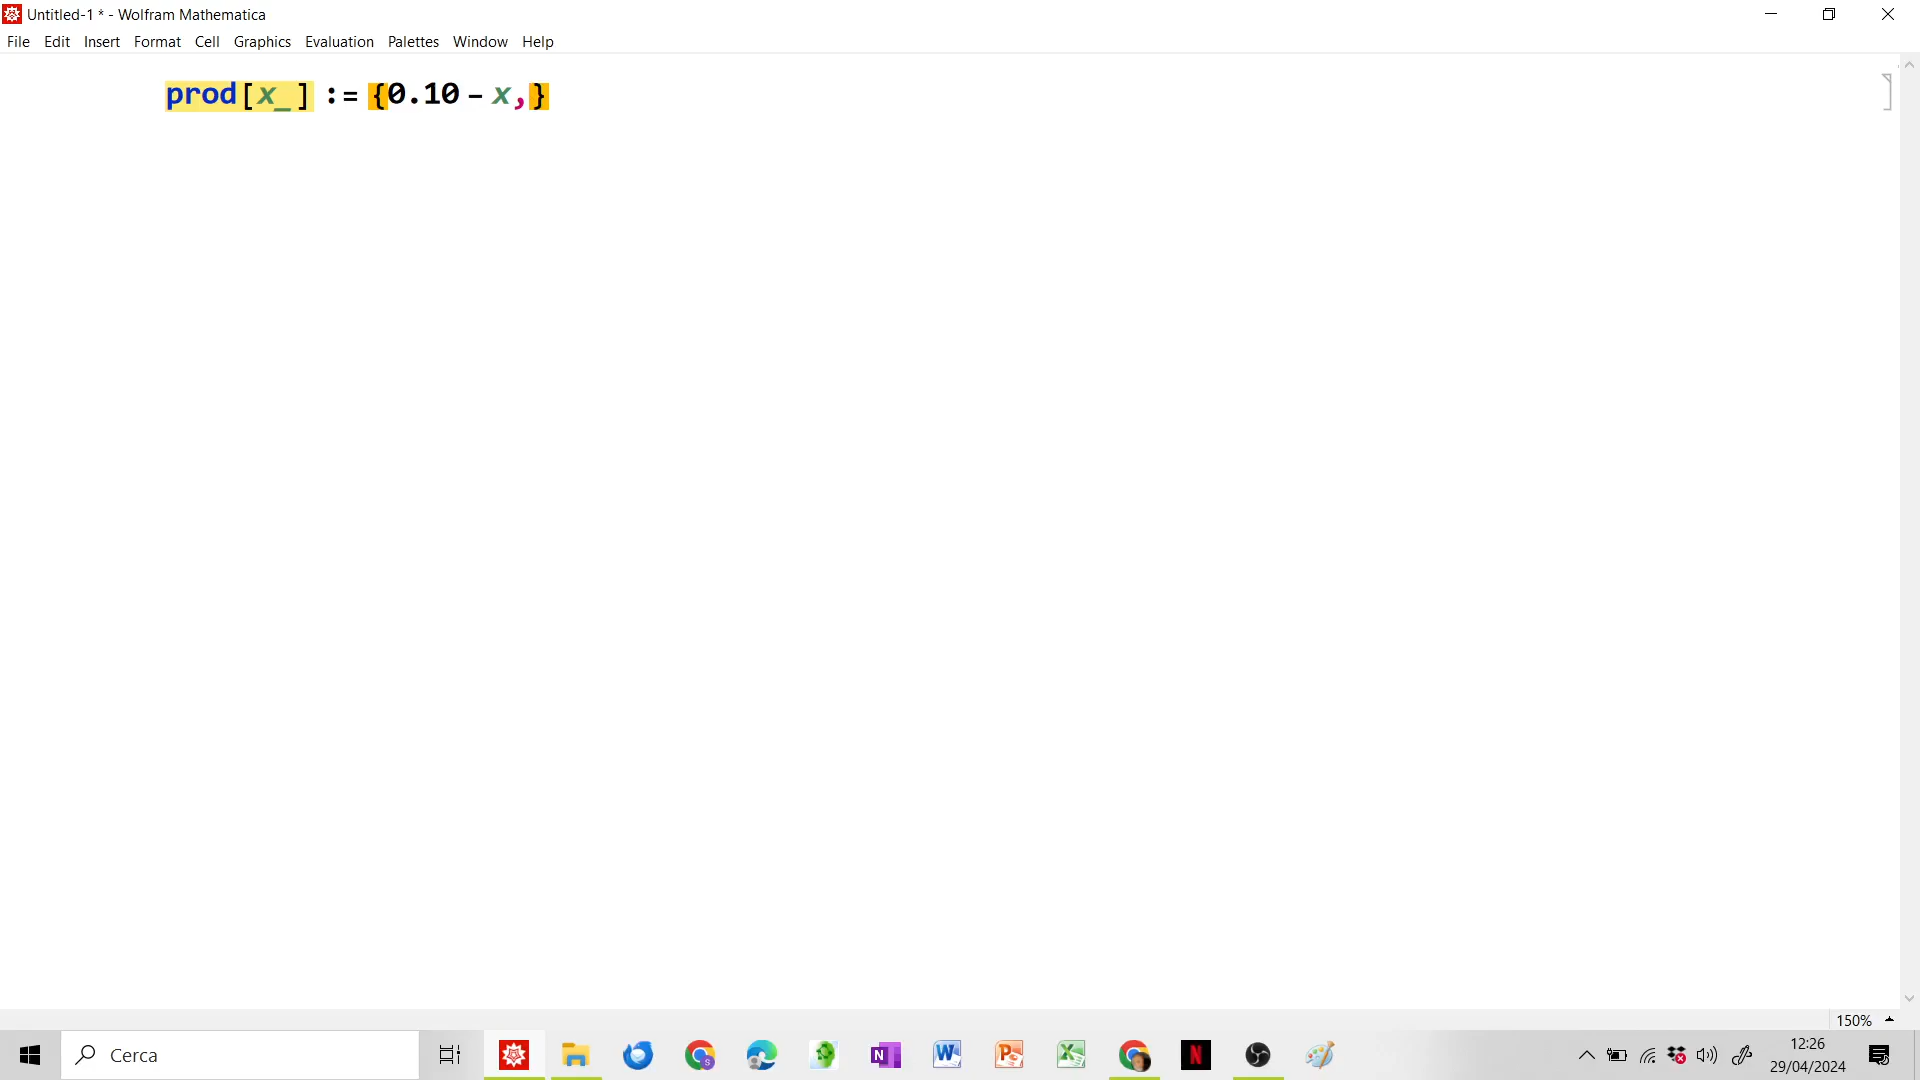 Untitled-1 * - Wolfram Mathematica
File Edit Insert Format Cell Graphics Evaluation Palettes Window Help
prod[x_] := {0.10 - x,}
150%
Cerca
12:26
29/04/2024